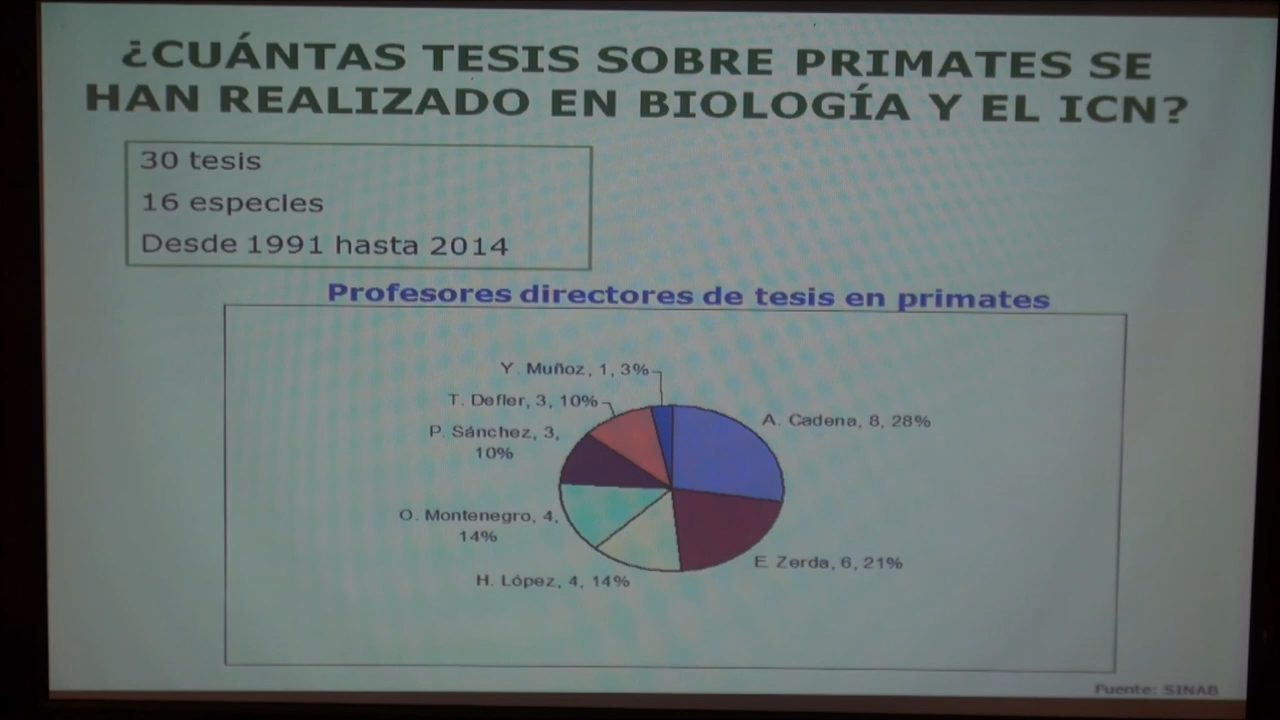 ¿CUÁNTAS TESIS SOBRE PRIMATES SE
HAN REALIZADO EN BIOLOGÍA Y EL ICN?
30 tesis
16 especies
Desde 1991 hasta 2014
Profesores directores de tesis en primates
Y. Muñoz, 1, 3%
T. Defler, 3, 10%
A. Cadena, 8, 28%
P. Sánchez, 3,
10%
O. Montenegro, 4,
14%
E. Zerda, 6, 21%
H. López, 4, 14%
Fuente: SINAB